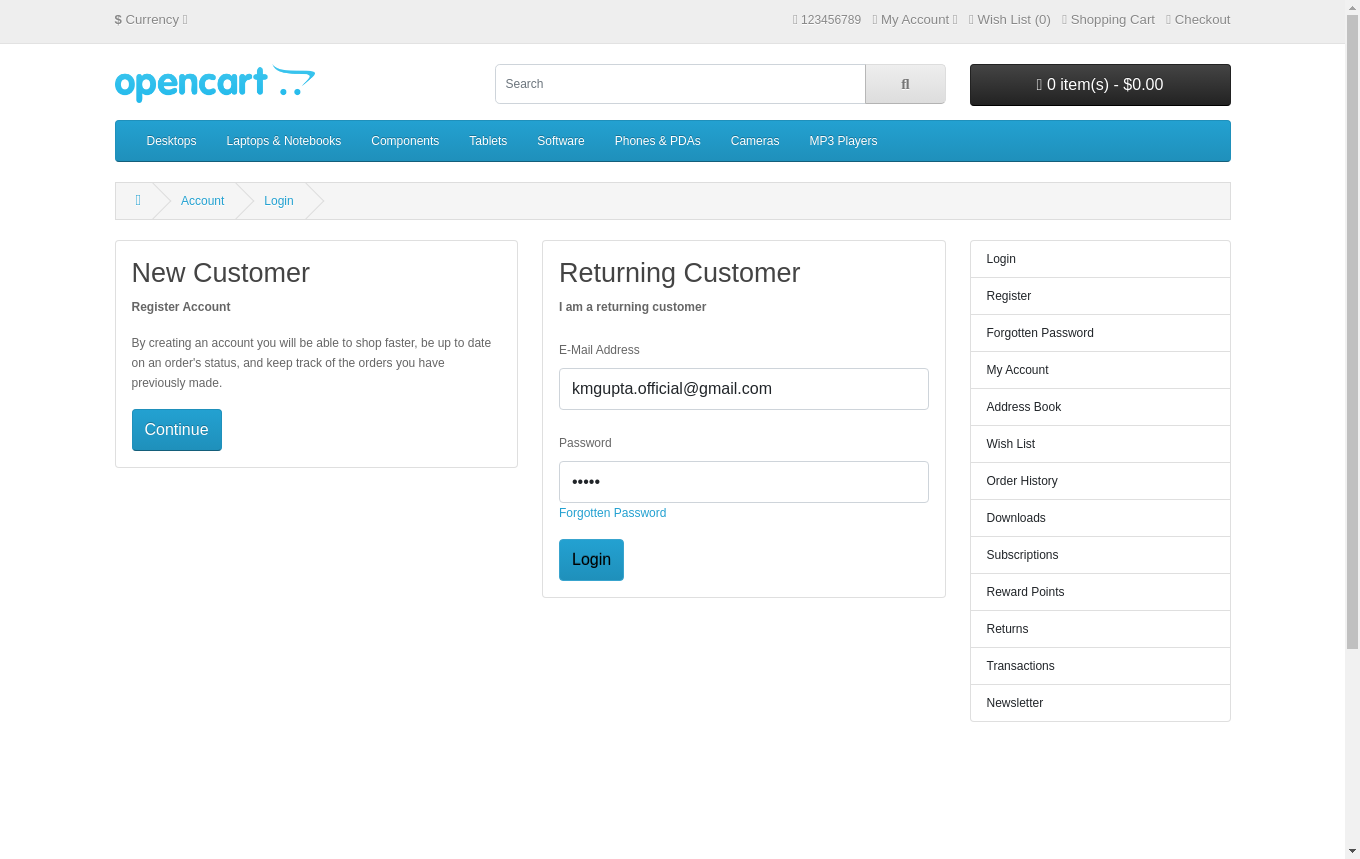 $ Currency
123456789 My Account Wish List (0) Shopping Cart Checkout
opencart
Search
0 item(s) - $0.00
Desktops Laptops & Notebooks Components Tablets Software Phones & PDAs Cameras MP3 Players
Account Login
New Customer
Register Account
By creating an account you will be able to shop faster, be up to date
on an order's status, and keep track of the orders you have
previously made.
Continue
Returning Customer
I am a returning customer
E-Mail Address
kmgupta.official@gmail.com
Password
•••••
Forgotten Password
Login
Login
Register
Forgotten Password
My Account
Address Book
Wish List
Order History
Downloads
Subscriptions
Reward Points
Returns
Transactions
Newsletter